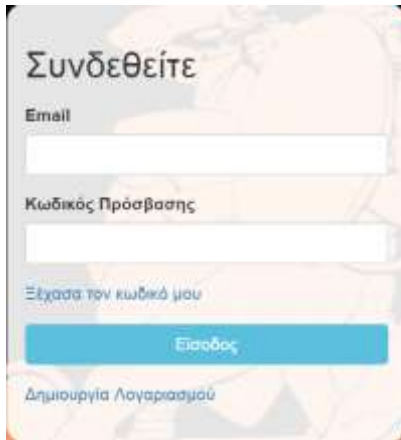 Συνδεθείτε
Email
Κωδικός Πρόσβασης
Ξέχασα τον κωδικό μου
Είσοδος
Δημιουργία Λογαριασμού